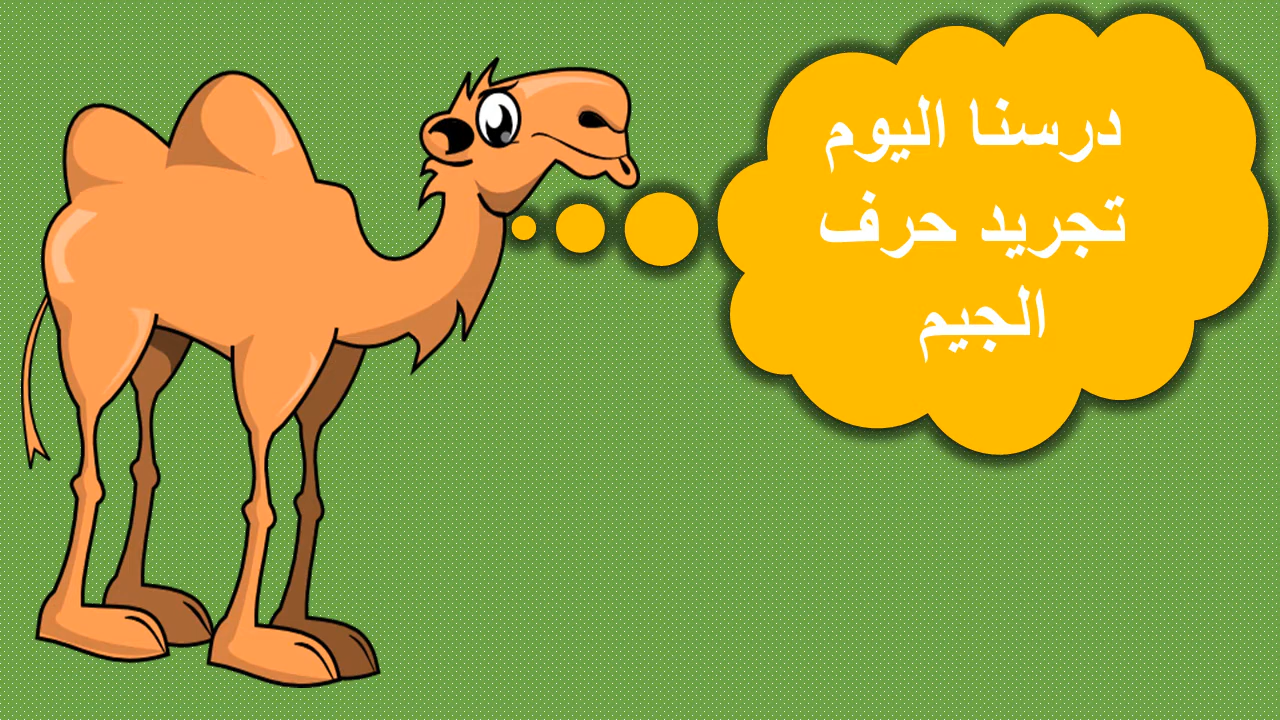 درسنا اليوم
تجريد حرف
الجيم